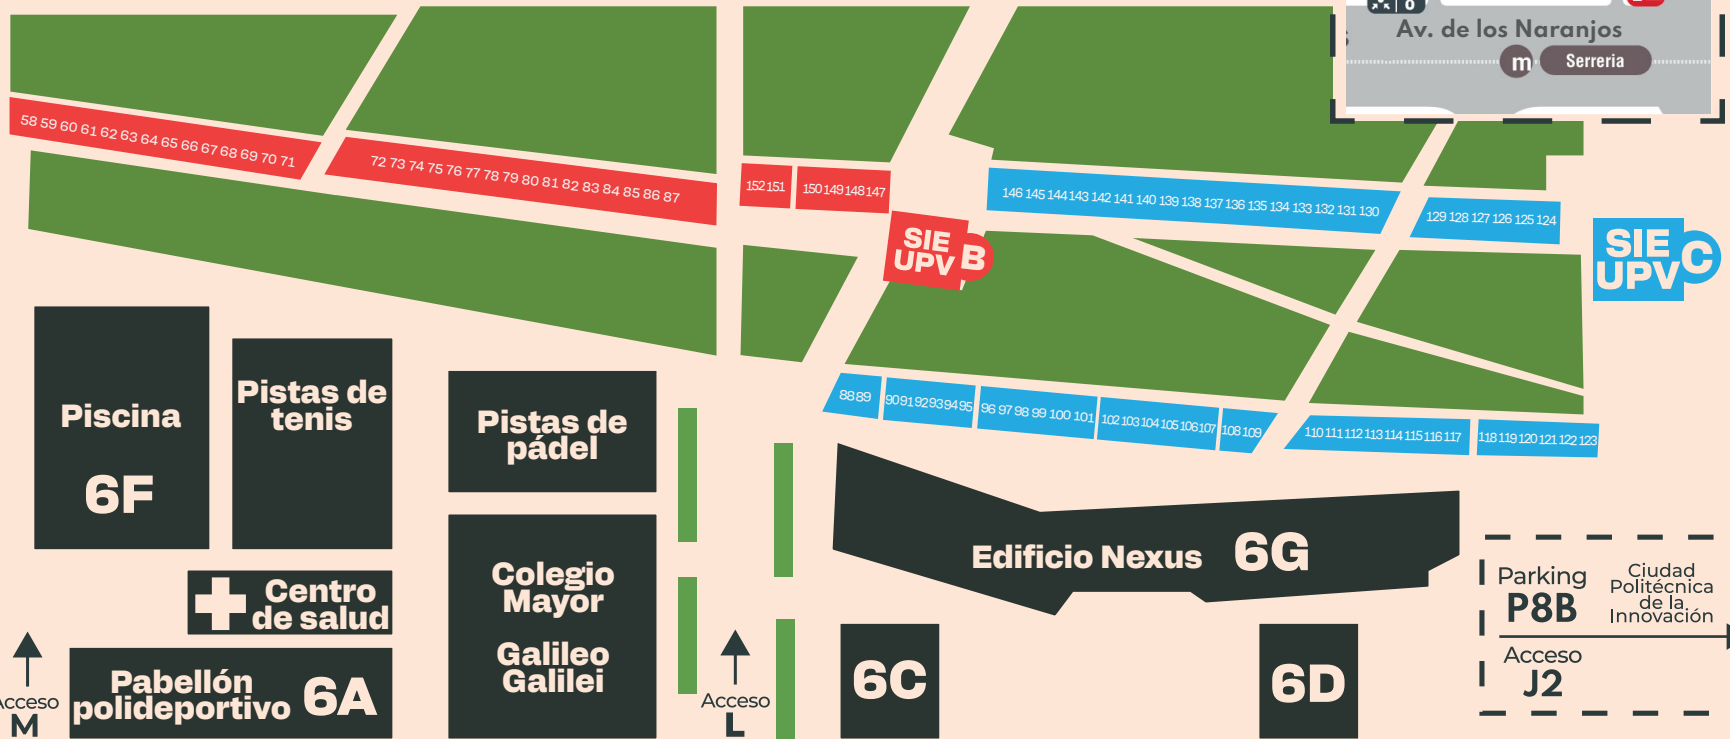 0
Av. de los Naranjos
m Serreria
58 59 60 61 62 63 64 65 66 67 68 69 70 71
72 73 74 75 76 77 78 79 80 81 82 83 84 85 86 87
152 151
150 149 148 147
146 145 144 143 142 141 140 139 138 137 136 135 134 133 132 131 130
129 128 127 126 125 124
SIE
UPV B
SIE
UPV C
88 89
90 91 92 93 94 95
96 97 98 99 100 101
102 103 104 105 106 107
108 109
110 111 112 113 114 115 116 117
118 119 120 121 122 123
Piscina
6F
Pistas de
tenis
Pistas de
pádel
Edificio Nexus 6G
Centro
de salud
Colegio
Mayor
Galileo
Galilei
Pabellón
polideportivo 6A
6C
6D
Acceso
M
Acceso
L
Parking
P8B
Ciudad
Politécnica
de la
Innovación
Acceso
J2